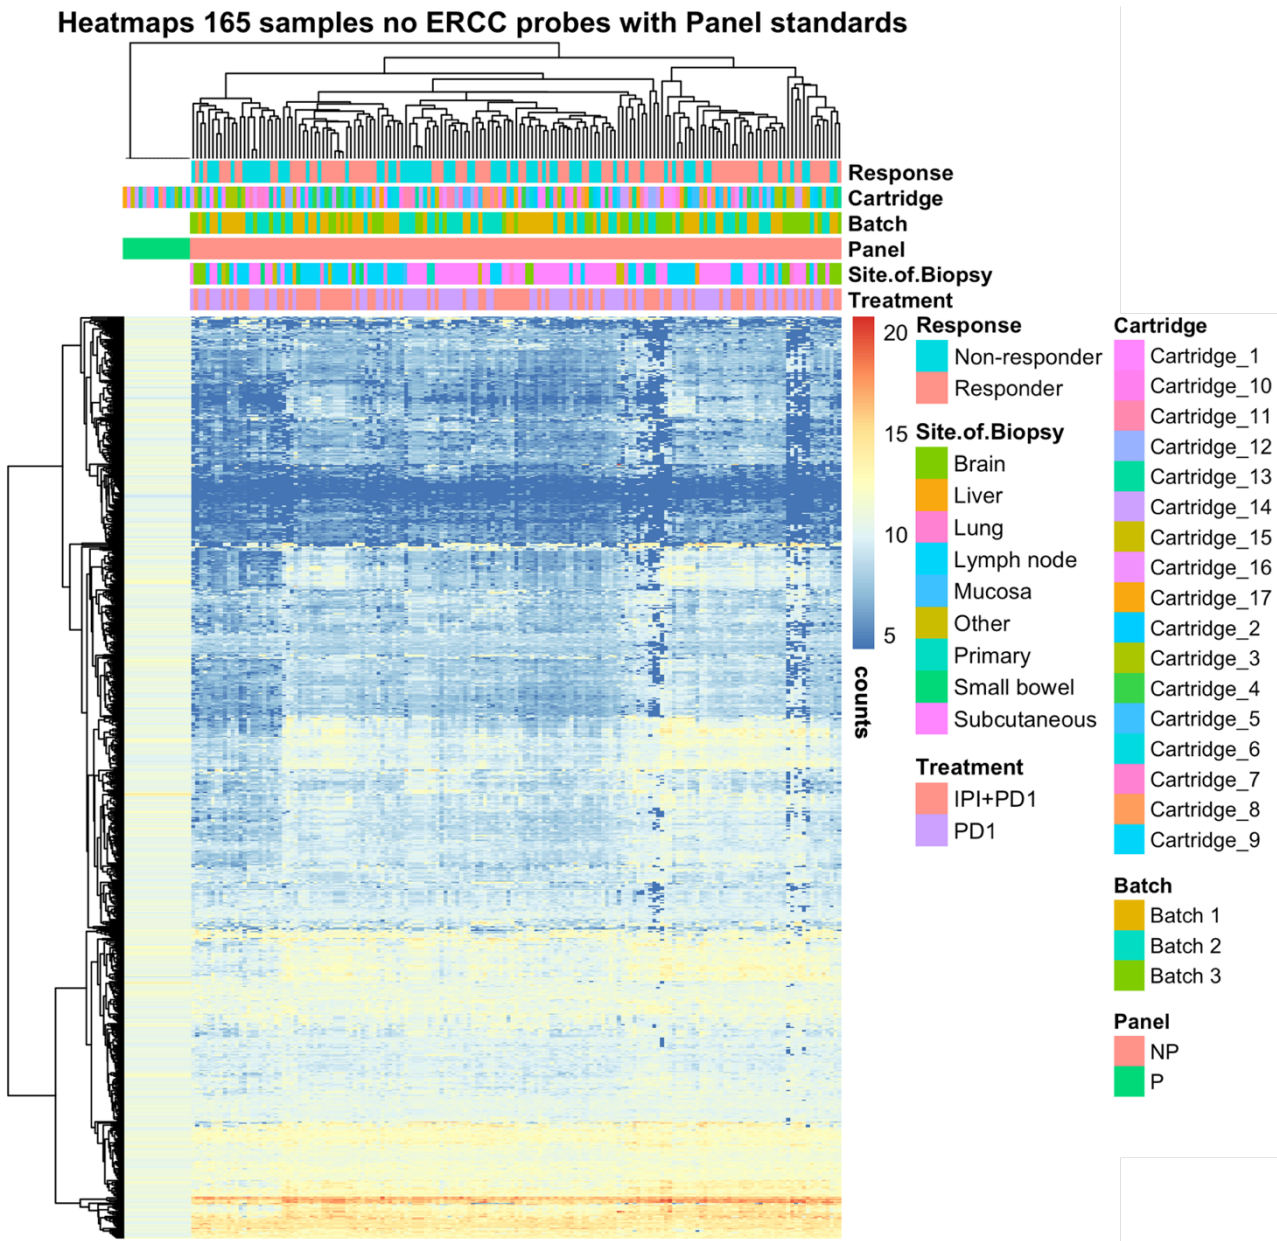 Heatmaps 165 samples no ERCC probes with Panel standards
Response
Cartridge
Batch
Panel
Site.of.Biopsy
Treatment
20
15
10
5
counts
Response
Non-responder
Responder
Site.of.Biopsy
Brain
Liver
Lung
Lymph node
Mucosa
Other
Primary
Small bowel
Subcutaneous
Treatment
IPI+PD1
PD1
Cartridge
Cartridge_1
Cartridge_10
Cartridge_11
Cartridge_12
Cartridge_13
Cartridge_14
Cartridge_15
Cartridge_16
Cartridge_17
Cartridge_2
Cartridge_3
Cartridge_4
Cartridge_5
Cartridge_6
Cartridge_7
Cartridge_8
Cartridge_9
Batch
Batch 1
Batch 2
Batch 3
Panel
NP
P